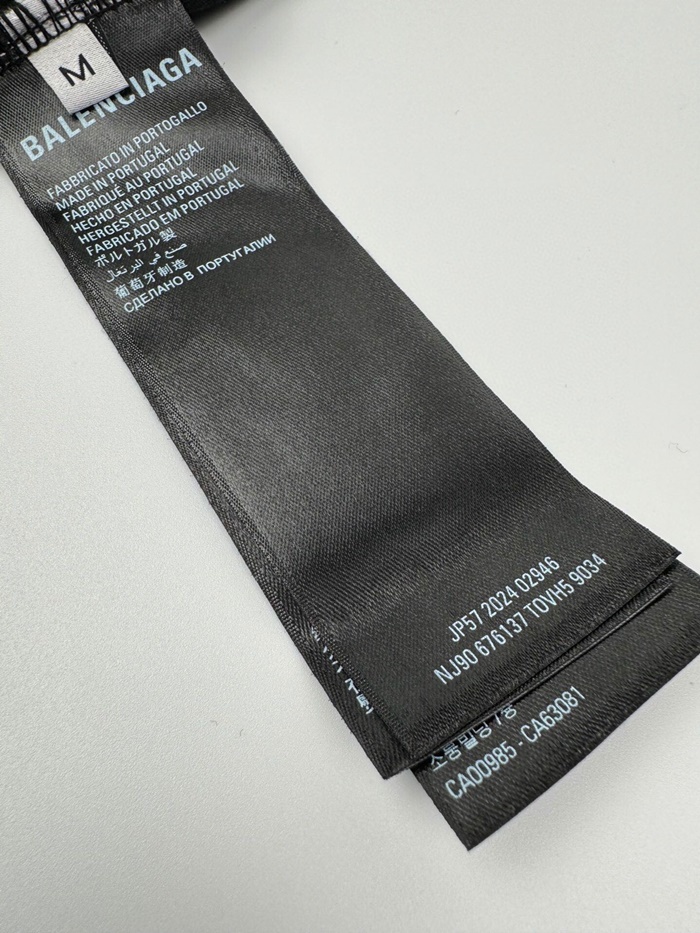 M
BALENCIAGA
FABBRICATO IN PORTOGALLO
MADE IN PORTUGAL
FABRIQUÉ AU PORTUGAL
HECHO EN PORTUGAL
HERGESTELLT IN PORTUGAL
FABRICADO EM PORTUGAL
ポルトガル製
صنع في البرتغال
葡萄牙制造
СДЕЛАНО В ПОРТУГАЛИИ
JP57 2024 02946
NJ90 676137 TOVH5 9034
CA00985 - CA63081